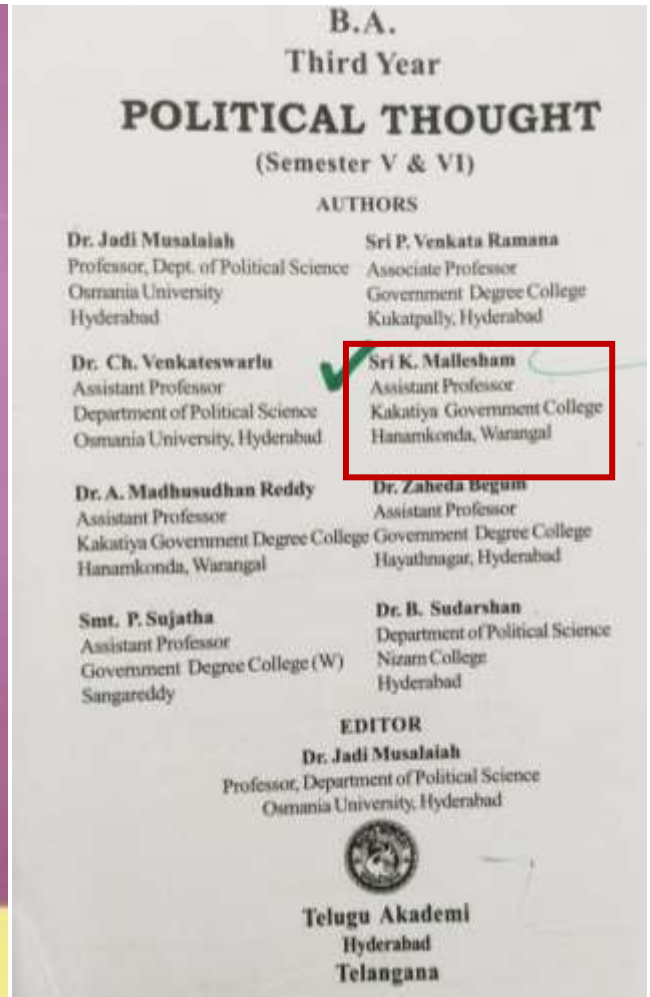 B.A.
Third Year
POLITICAL THOUGHT
(Semester V & VI)
AUTHORS
Dr. Jadi Musalaiah
Professor, Dept. of Political Science
Osmania University
Hyderabad
Sri P. Venkata Ramana
Associate Professor
Government Degree College
Kukatpally, Hyderabad
Dr. Ch. Venkateswarlu
Assistant Professor
Department of Political Science
Osmania University, Hyderabad
Sri K. Mallesham
Assistant Professor
Kakatiya Government College
Hanamkonda, Warangal
Dr. A. Madhusudhan Reddy
Assistant Professor
Kakatiya Government Degree College
Hanamkonda, Warangal
Dr. Zaheda Begum
Assistant Professor
Government Degree College
Hayathnagar, Hyderabad
Smt. P. Sujatha
Assistant Professor
Government Degree College (W)
Sangareddy
Dr. B. Sudarshan
Department of Political Science
Nizam College
Hyderabad
EDITOR
Dr. Jadi Musalaiah
Professor, Department of Political Science
Osmania University, Hyderabad
Telugu Akademi
Hyderabad
Telangana